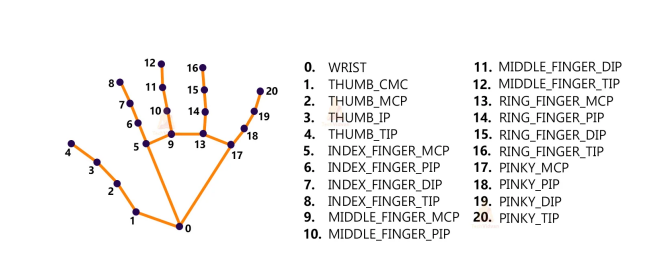 12
16
8
11
15
20
7
10
14
19
6
18
5
9
13
17
4
3
2
1
0
0. WRIST
1. THUMB_CMC
2. THUMB_MCP
3. THUMB_IP
4. THUMB_TIP
5. INDEX_FINGER_MCP
6. INDEX_FINGER_PIP
7. INDEX_FINGER_DIP
8. INDEX_FINGER_TIP
9. MIDDLE_FINGER_MCP
10. MIDDLE_FINGER_PIP
11. MIDDLE_FINGER_DIP
12. MIDDLE_FINGER_TIP
13. RING_FINGER_MCP
14. RING_FINGER_PIP
15. RING_FINGER_DIP
16. RING_FINGER_TIP
17. PINKY_MCP
18. PINKY_PIP
19. PINKY_DIP
20. PINKY_TIP